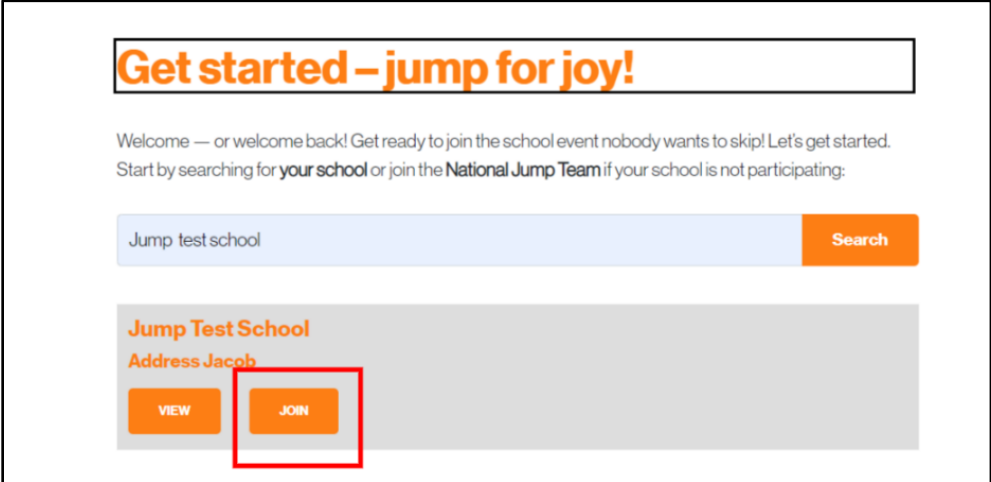 Get started – jump for joy!
Welcome — or welcome back! Get ready to join the school event nobody wants to skip! Let's get started.
Start by searching for your school or join the National Jump Team if your school is not participating:
Jump test school
Search
Jump Test School
Address Jacob
VIEW
JOIN